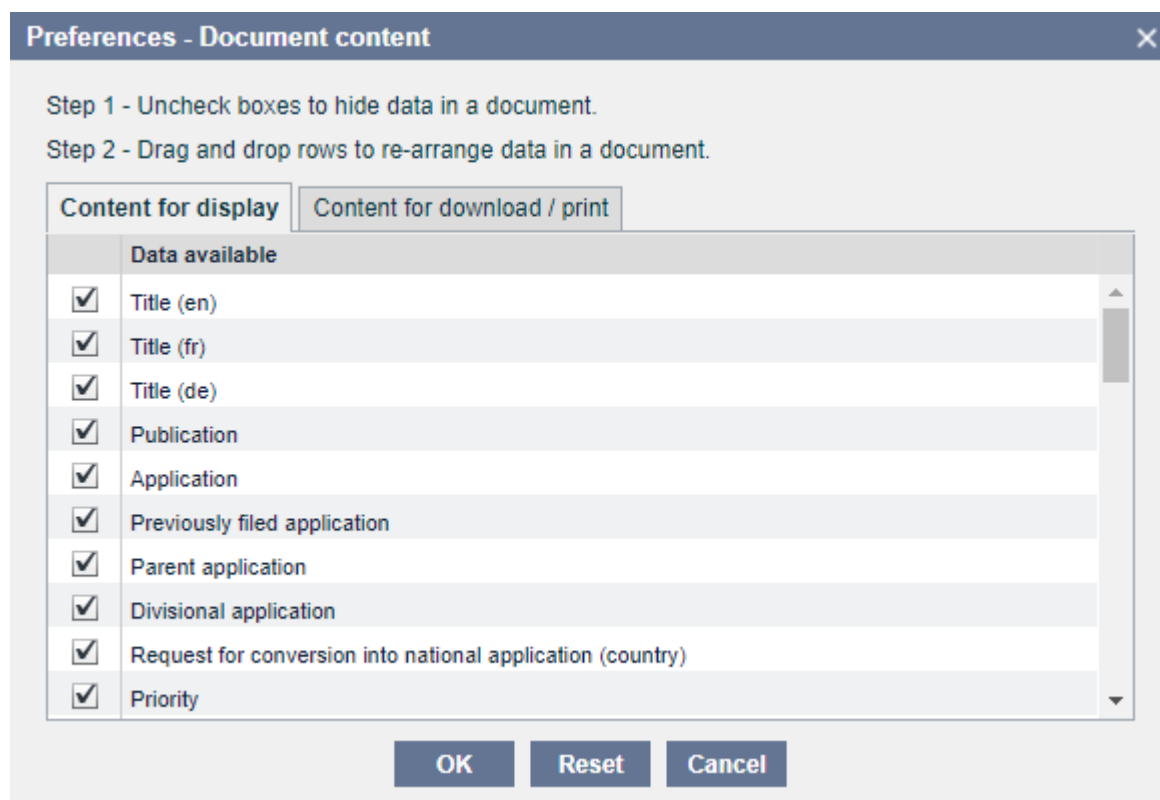 Preferences - Document content
Step 1 - Uncheck boxes to hide data in a document.
Step 2 - Drag and drop rows to re-arrange data in a document.
Content for display
Content for download / print
Data available
Title (en)
Title (fr)
Title (de)
Publication
Application
Previously filed application
Parent application
Divisional application
Request for conversion into national application (country)
Priority
OK
Reset
Cancel